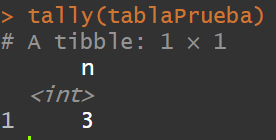 > tally(tablaPrueba)
# A tibble: 1 × 1
n
<int>
1 3